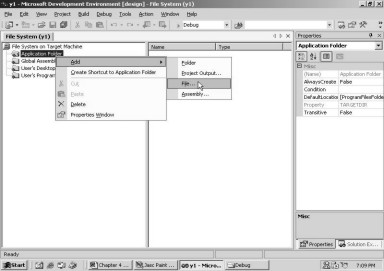 y1 - Microsoft Development Environment [design] - File System (y1)
File Edit View Project Build Debug Tools Action Window Help
Debug
File System (y1)
File System on Target Machine
Application Folder
Global Assembl
User's Desktop
User's Program
Name Type
Add
Create Shortcut to Application Folder
Cut
Paste
Delete
Properties Window
Folder
Project Output...
File...
Assembly...
Properties
Application Folder
Misc
(Name) Application Folder
AlwaysCreate False
Condition
DefaultLocation [ProgramFilesFolde
Property TARGETDIR
Transitive False
Misc
Properties Solution Ex...
Ready
Start Chapter 4 ... Jasc Paint ... y1 - Micro... Debug 7:09 PM